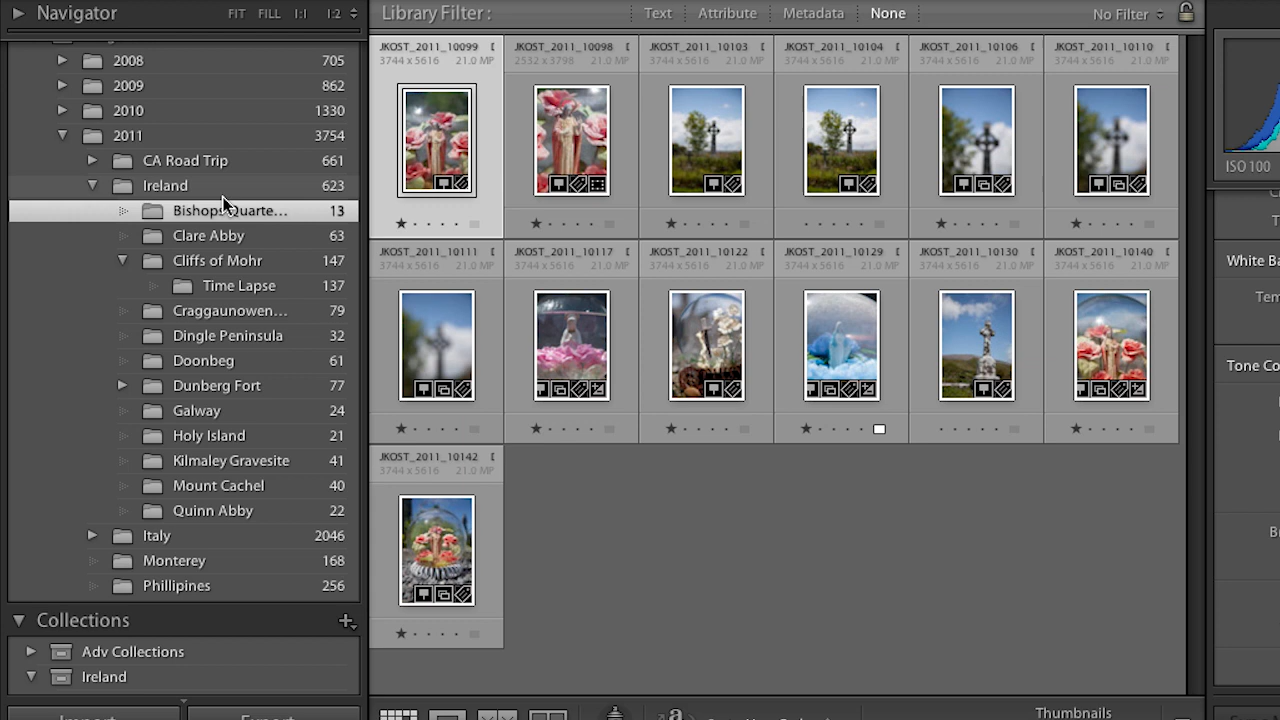 Navigator FIT FILL 1:1 1:2
Library Filter : Text Attribute Metadata None No Filter
2008 705
2009 862
2010 1330
2011 3754
CA Road Trip 661
Ireland 623
Bishops Quarte... 13
Clare Abby 63
Cliffs of Mohr 147
Time Lapse 137
Craggaunowen... 79
Dingle Peninsula 32
Doonbeg 61
Dunberg Fort 77
Galway 24
Holy Island 21
Kilmaley Gravesite 41
Mount Cachel 40
Quinn Abby 22
Italy 2046
Monterey 168
Phillipines 256
Collections
Adv Collections
Ireland
Import... Export...
JKOST_2011_10099 JKOST_2011_10098 JKOST_2011_10103 JKOST_2011_10104 JKOST_2011_10106 JKOST_2011_10110
3744 x 5616 21.0 MP 2532 x 3798 21.0 MP 3744 x 5616 21.0 MP 3744 x 5616 21.0 MP 3744 x 5616 21.0 MP 3744 x 5616 21.0 MP
JKOST_2011_10111 JKOST_2011_10117 JKOST_2011_10122 JKOST_2011_10129 JKOST_2011_10130 JKOST_2011_10140
3744 x 5616 21.0 MP 3744 x 5616 21.0 MP 3744 x 5616 21.0 MP 3744 x 5616 21.0 MP 3744 x 5616 21.0 MP 3744 x 5616 21.0 MP
JKOST_2011_10142
3744 x 5616 21.0 MP
Thumbnails
ISO 100
White Ba
Tem
Tone Co